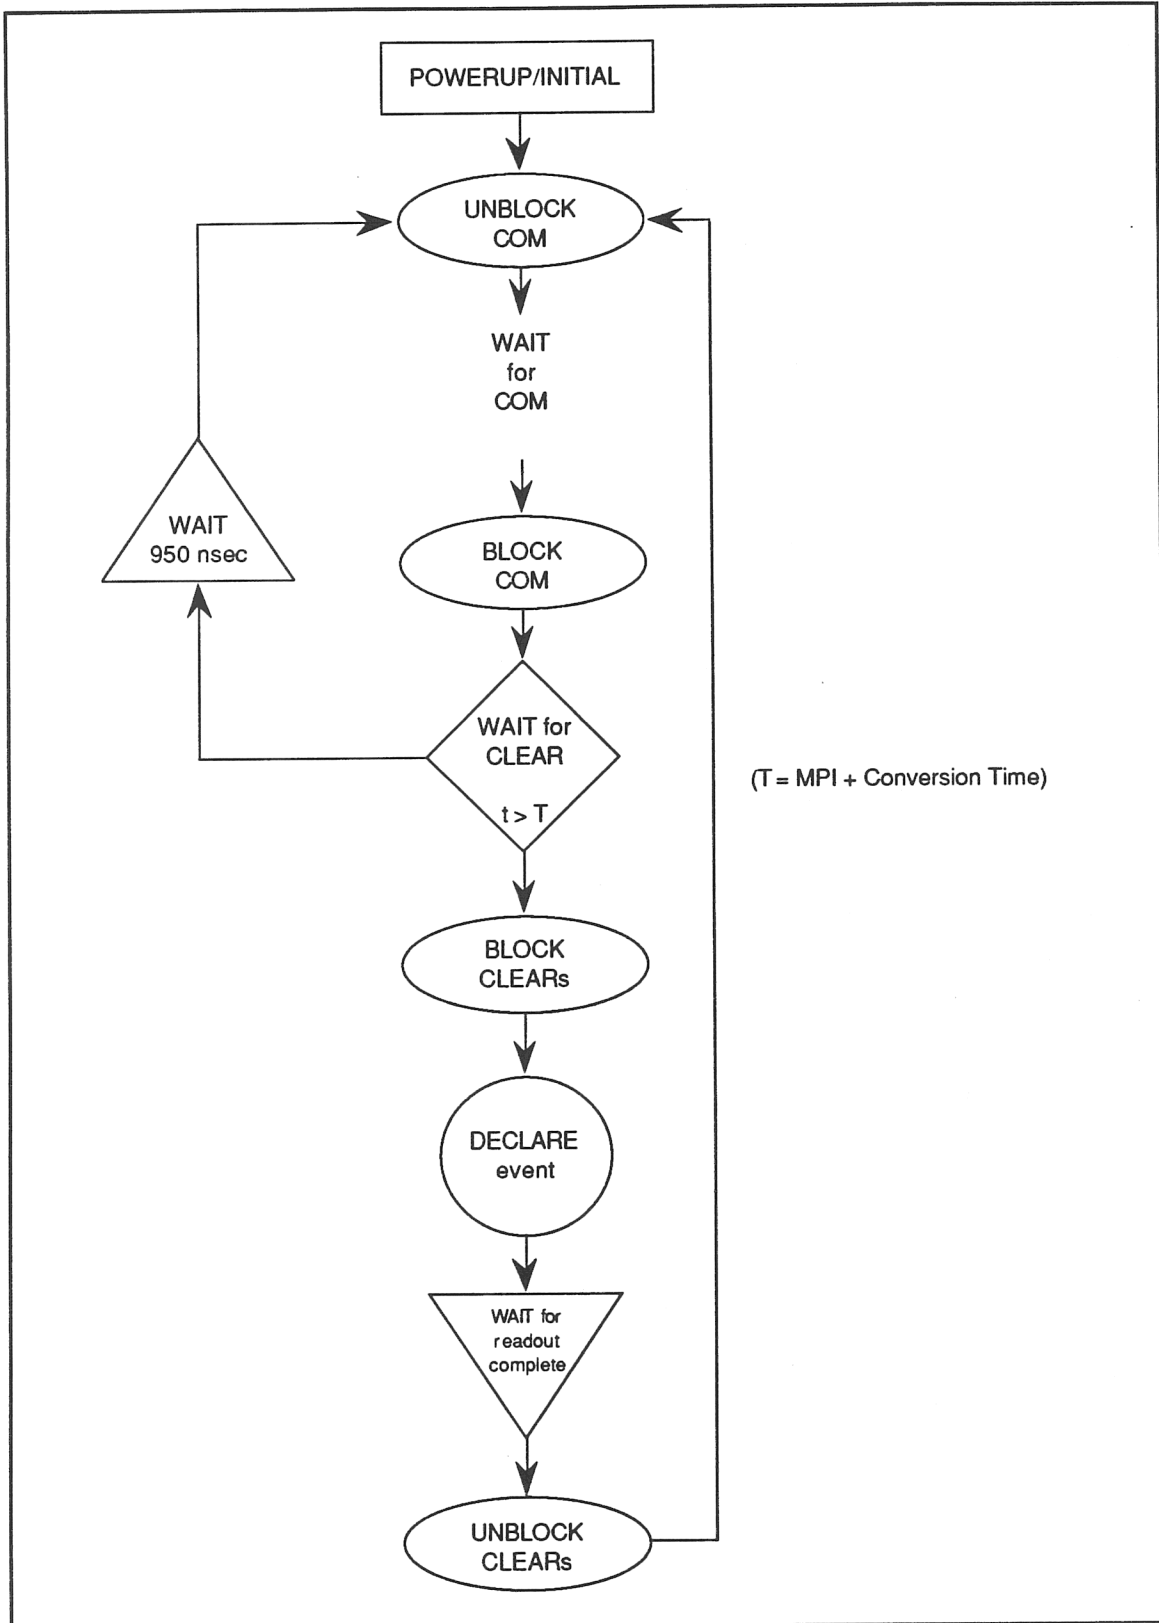 POWERUP/INITIAL
UNBLOCK
COM
WAIT
for
COM
WAIT
950 nsec
BLOCK
COM
WAIT for
CLEAR
t > T
(T = MPI + Conversion Time)
BLOCK
CLEARs
DECLARE
event
WAIT for
readout
complete
UNBLOCK
CLEARs